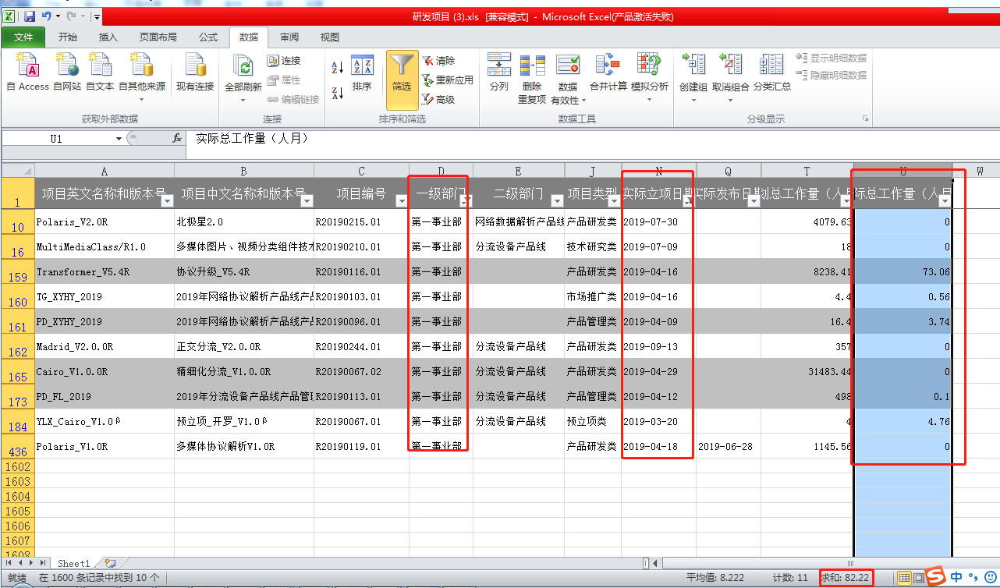 研发项目 (3).xls [兼容模式] - Microsoft Excel(产品激活失败)
文件 开始 插入 页面布局 公式 数据 审阅 视图
自 Access 自网站 自文本 自其他来源 现有连接 全部刷新 连接 属性 编辑链接 排序 筛选 清除 重新应用 高级 分列 删除重复项 数据有效性 合并计算 模拟分析 创建组 取消组合 分类汇总 显示明细数据 隐藏明细数据
获取外部数据 连接 排序和筛选 数据工具 分级显示
U1 fx 实际总工作量（人月）
A B C D E J N Q T U W
1 项目英文名称和版本号 项目中文名称和版本号 项目编号 一级部门 二级部门 项目类型 实际立项日期 实际发布日期 划总工作量（人月 际总工作量（人月
10 Polaris_V2.0R 北极星2.0 R20190215.01 第一事业部 网络数据解析产品线 产品研发类 2019-07-30 4079.63 0
16 MultiMediaClass/R1.0 多媒体图片、视频分类组件技术 R20190210.01 第一事业部 分流设备产品线 技术研究类 2019-07-09 18 0
159 Transformer_V5.4R 协议升级_V5.4R R20190116.01 第一事业部 产品研发类 2019-04-16 8238.41 73.06
160 TG_XYHY_2019 2019年网络协议解析产品线产品 R20190103.01 第一事业部 市场推广类 2019-04-16 4.4 0.56
161 PD_XYHY_2019 2019年网络协议解析产品线产品 R20190096.01 第一事业部 产品管理类 2019-04-09 16.4 3.74
162 Madrid_V2.0.0R 正交分流_V2.0.0R R20190244.01 第一事业部 分流设备产品线 产品研发类 2019-09-13 357 0
165 Cairo_V1.0.0R 精细化分流_V1.0.0R R20190067.02 第一事业部 分流设备产品线 产品研发类 2019-04-29 31483.44 0
173 PD_FL_2019 2019年分流设备产品线产品管理 R20190113.01 第一事业部 分流设备产品线 产品管理类 2019-04-12 498 0.1
184 YLX_Cairo_V1.0β 预立项_开罗_V1.0β R20190067.01 第一事业部 分流设备产品线 预立项类 2019-03-20 4 4.76
436 Polaris_V1.0R 多媒体协议解析V1.0R R20190119.01 第一事业部 产品研发类 2019-04-18 2019-06-28 1145.56 0
1602
1603
1604
1605
1606
1607
1608
Sheet1
就绪 在 1600 条记录中找到 10 个 平均值: 8.222 计数: 11 求和: 82.22 中